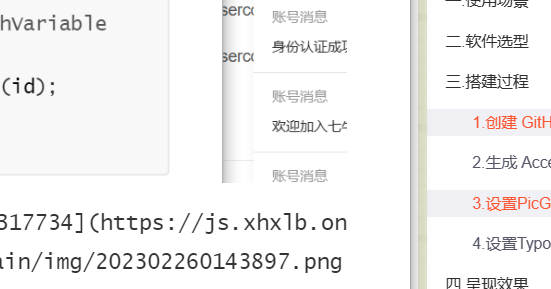 hVariable
(id);
账号消息
身份认证成功
账号消息
欢迎加入七牛
账号消息
317734](https://js.xhxlb.on
ain/img/202302260143897.png
一.使用场景
二.软件选型
三.搭建过程
1.创建 GitH
2.生成 Acce
3.设置PicG
4.设置Typo
四.呈现效果